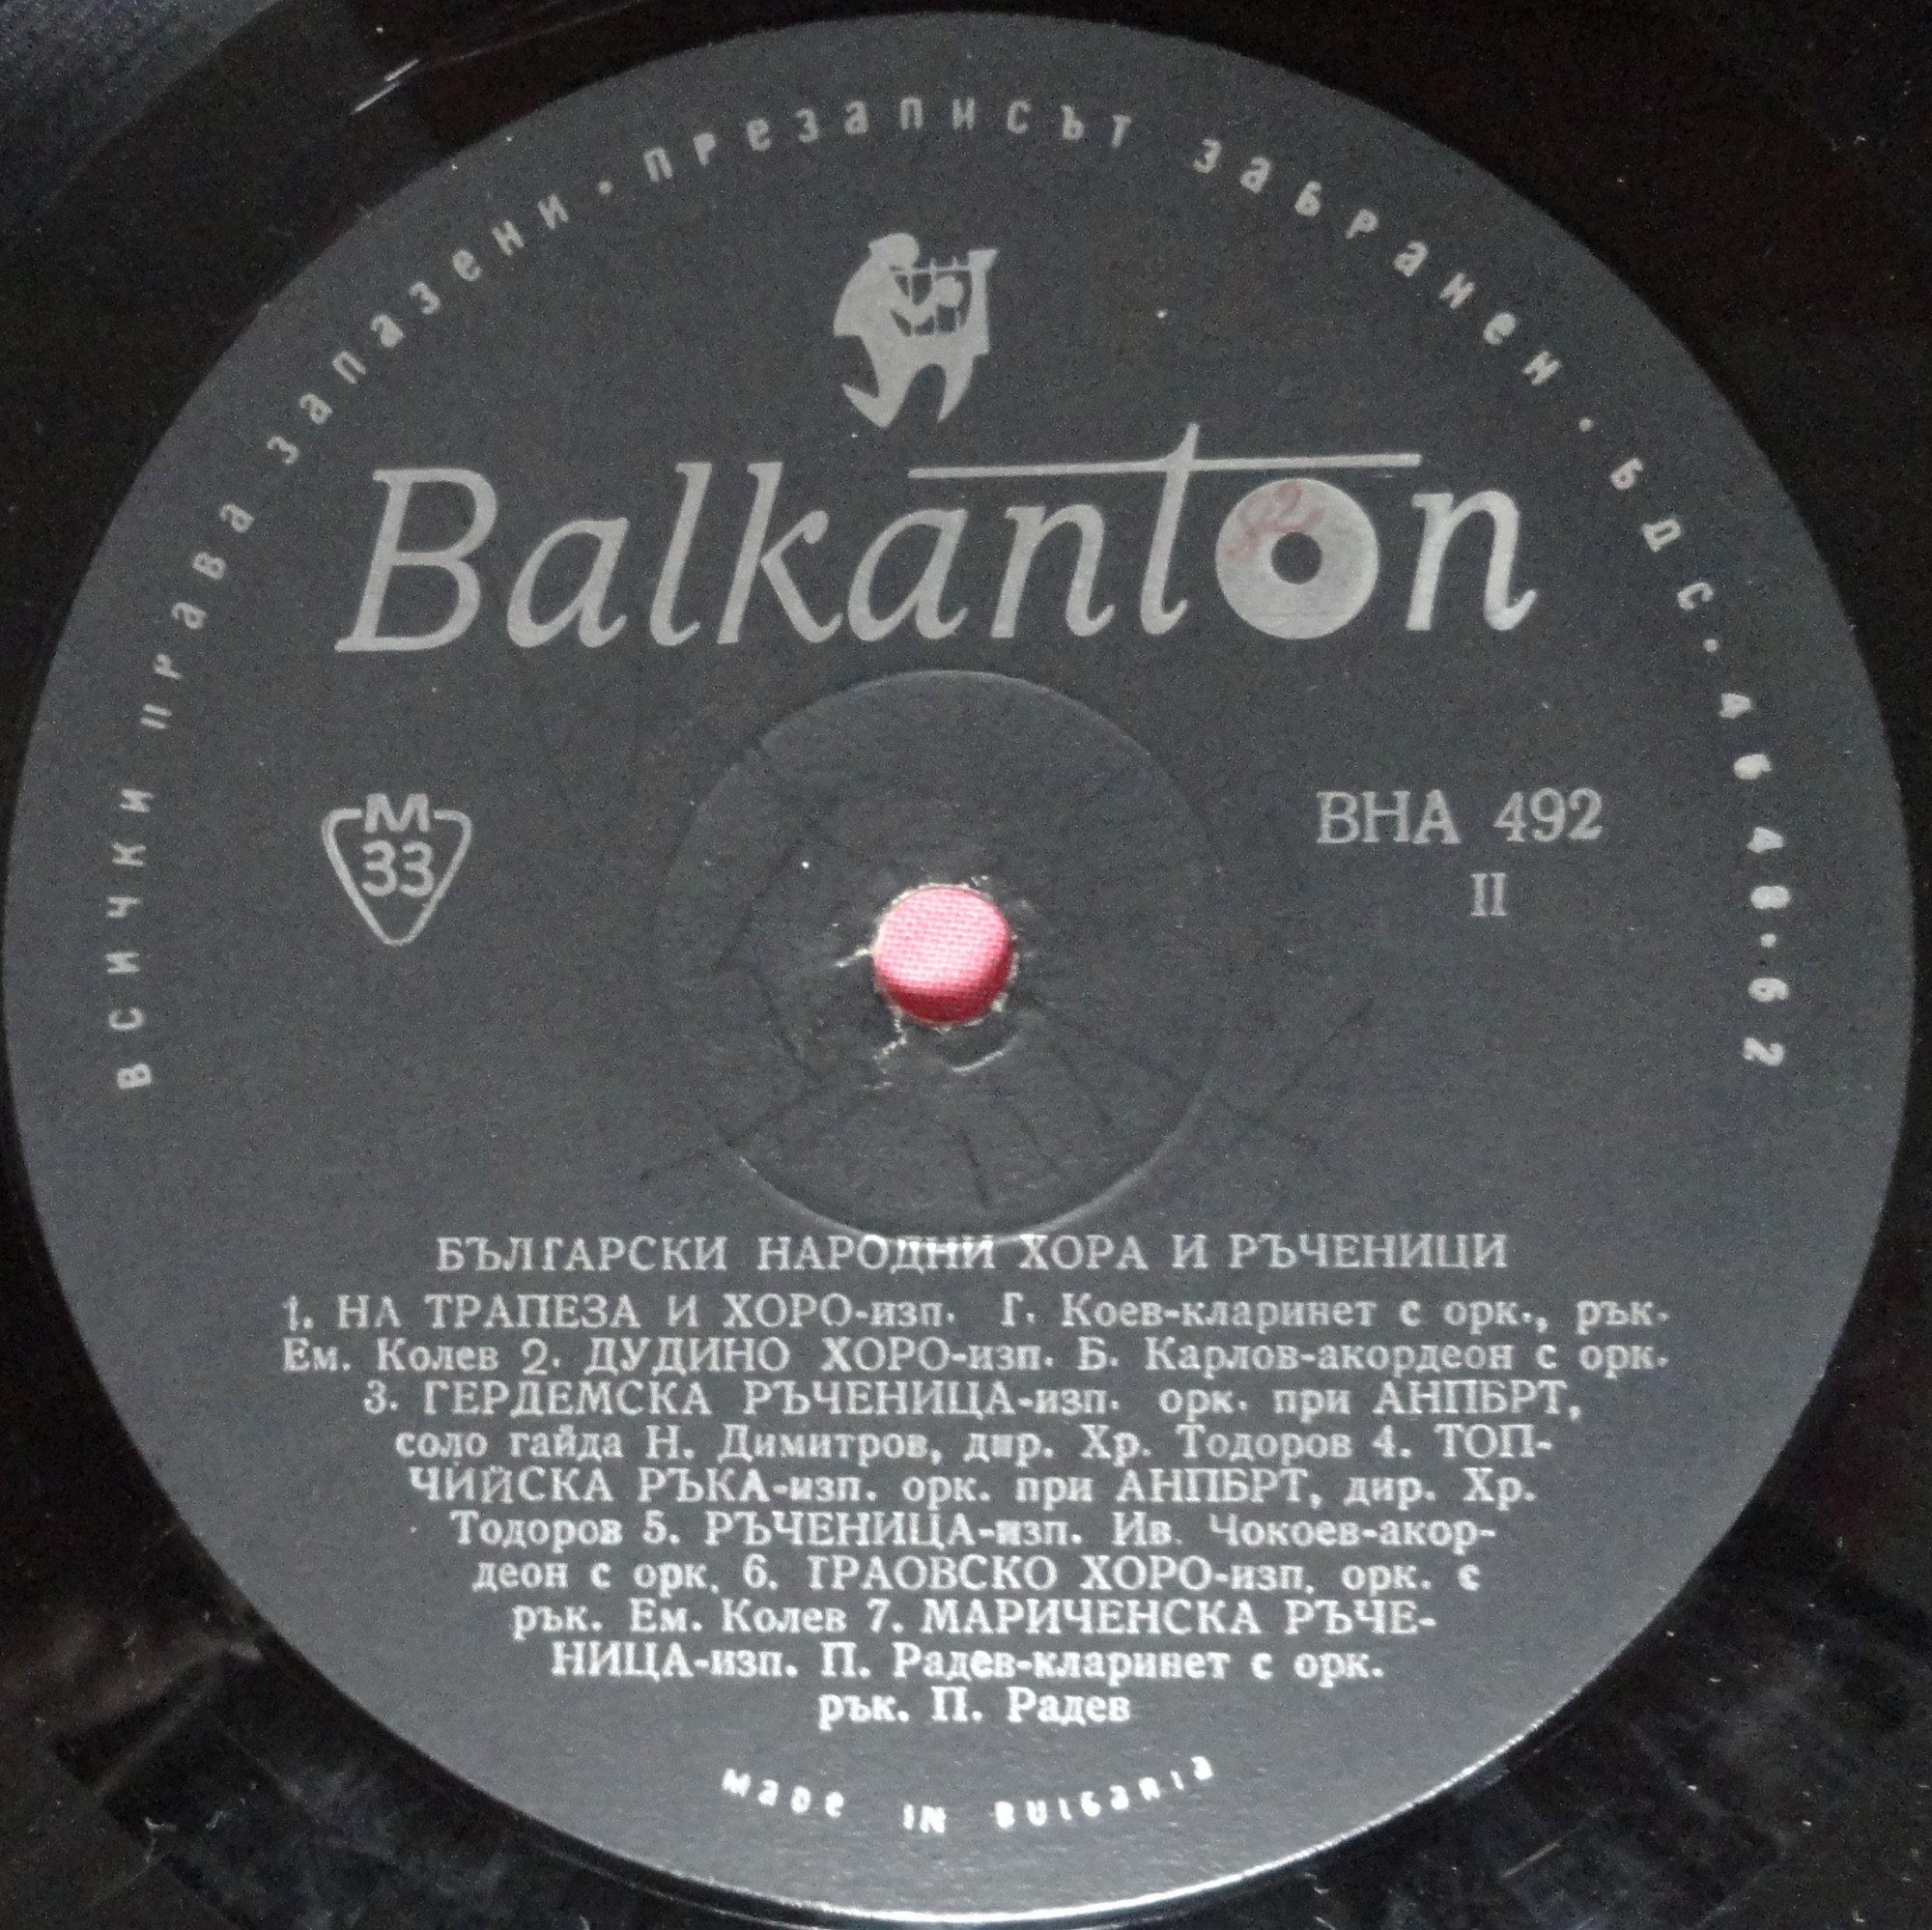 всички права запазени · презаписът забранен · бдс · 4648 · 62
Balkanton
М
33
ВНА 492
II
БЪЛГАРСКИ НАРОДНИ ХОРА И РЪЧЕНИЦИ
1. НА ТРАПЕЗА И ХОРО-изп. Г. Коев-кларинет с орк., рък.
Ем. Колев 2. ДУДИНО ХОРО-изп. Б. Карлов-акордеон с орк.
3. ГЕРДЕМСКА РЪЧЕНИЦА-изп. орк. при АНПБРТ,
соло гайда Н. Димитров, дир. Хр. Тодоров 4. ТОП-
ЧИЙСКА РЪКА-изп. орк. при АНПБРТ, дир. Хр.
Тодоров 5. РЪЧЕНИЦА-изп. Ив. Чокоев-акор-
деон с орк. 6. ГРАОВСКО ХОРО-изп. орк. с
рък. Ем. Колев 7. МАРИЧЕНСКА РЪЧЕ-
НИЦА-изп. П. Радев-кларинет с орк.
рък. П. Радев
MADE IN BULGARIA